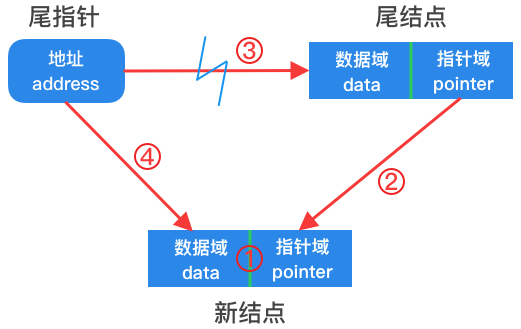 尾指针
尾结点
地址
address
③
数据域
data
指针域
pointer
④
②
数据域
data
①
指针域
pointer
新结点